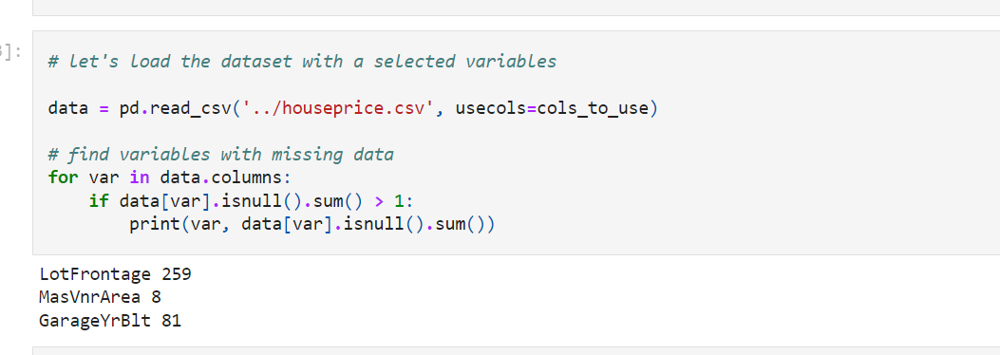 ]:
# let's load the dataset with a selected variables
data = pd.read_csv('../houseprice.csv', usecols=cols_to_use)
# find variables with missing data
for var in data.columns:
    if data[var].isnull().sum() > 1:
        print(var, data[var].isnull().sum())
LotFrontage 259
MasVnrArea 8
GarageYrBlt 81